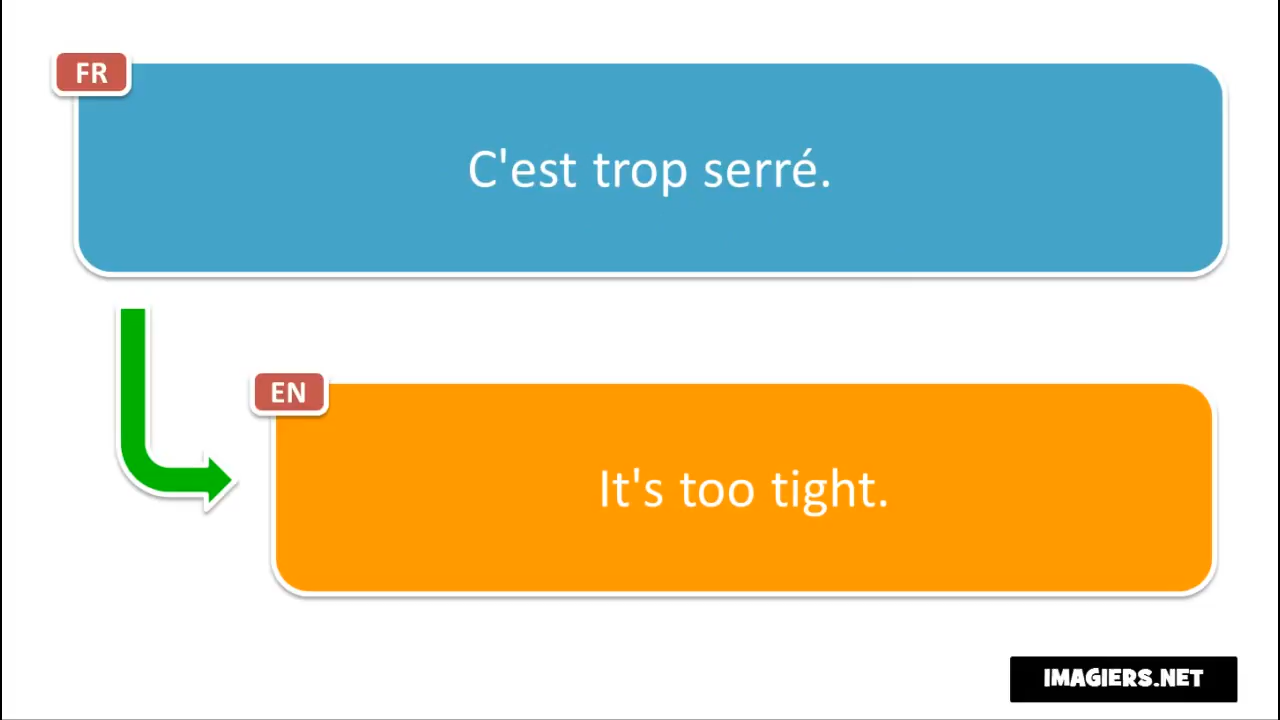 FR
C'est trop serré.
EN
It's too tight.
IMAGIERS.NET